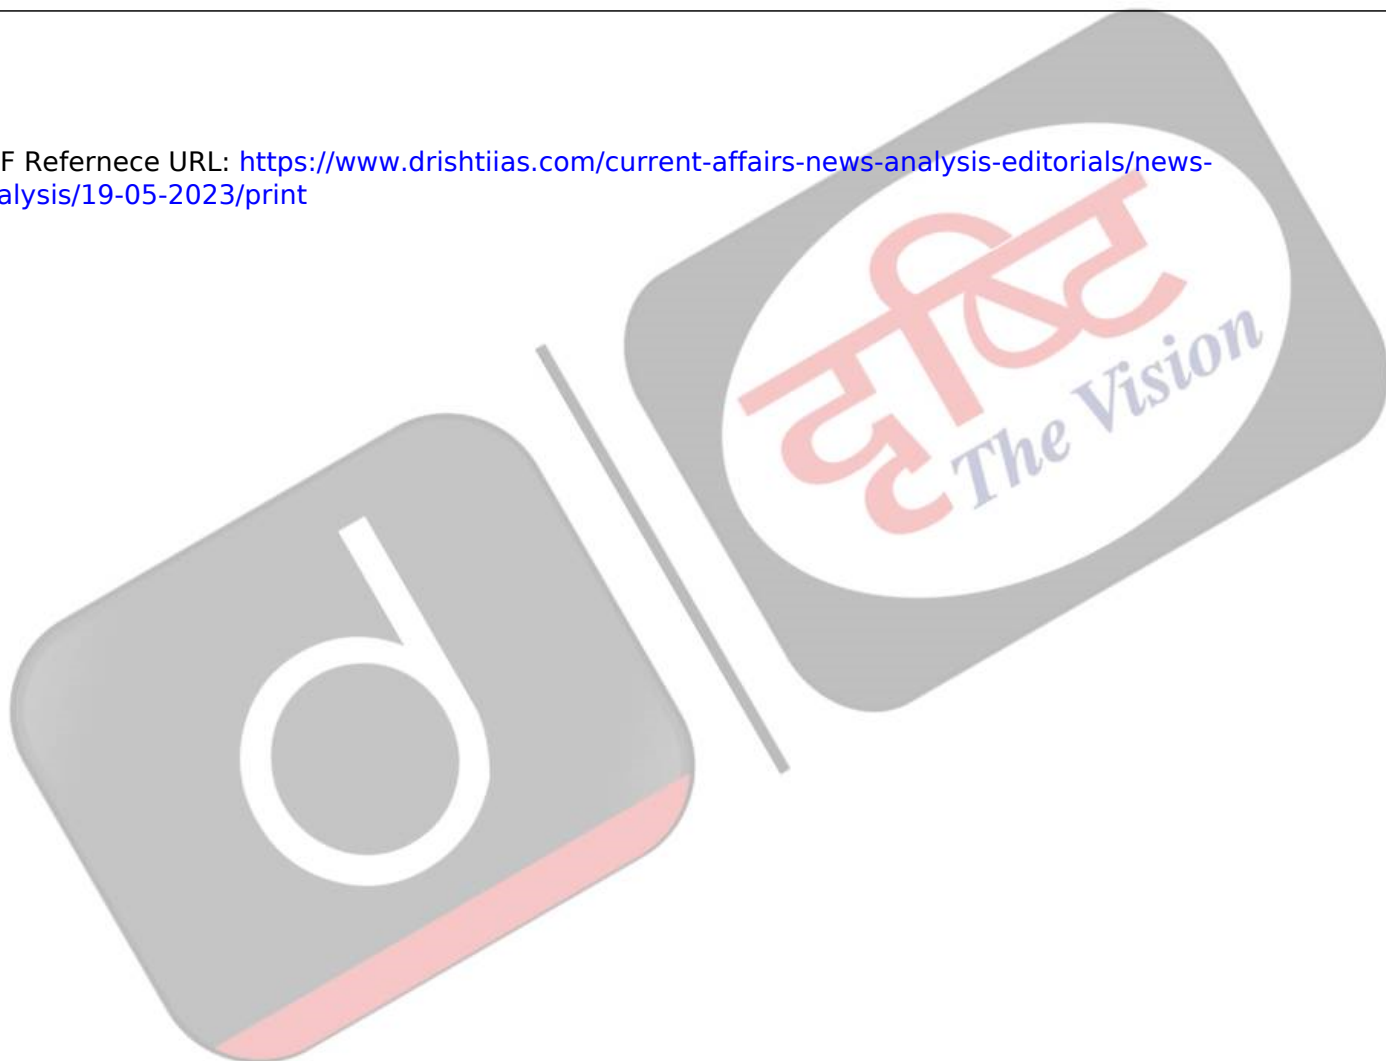 F Refernece URL: https://www.drishtiias.com/current-affairs-news-analysis-editorials/news-
alysis/19-05-2023/print
दृष्टि
The Vision
d